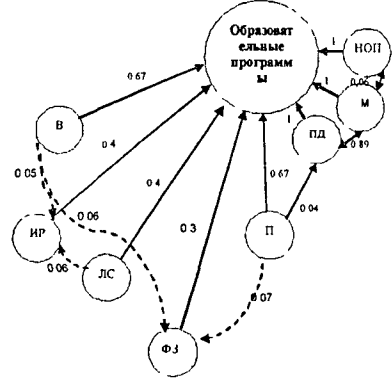 Образоват
ельные
программ
ы
НОП
1
0.06
1
М
0.67
В
1
ПД
0.89
0.4
0.05
0.4
0.67
0.04
0.06
0.3
П
ИР
0.06
ЛС
0.07
ФЗ